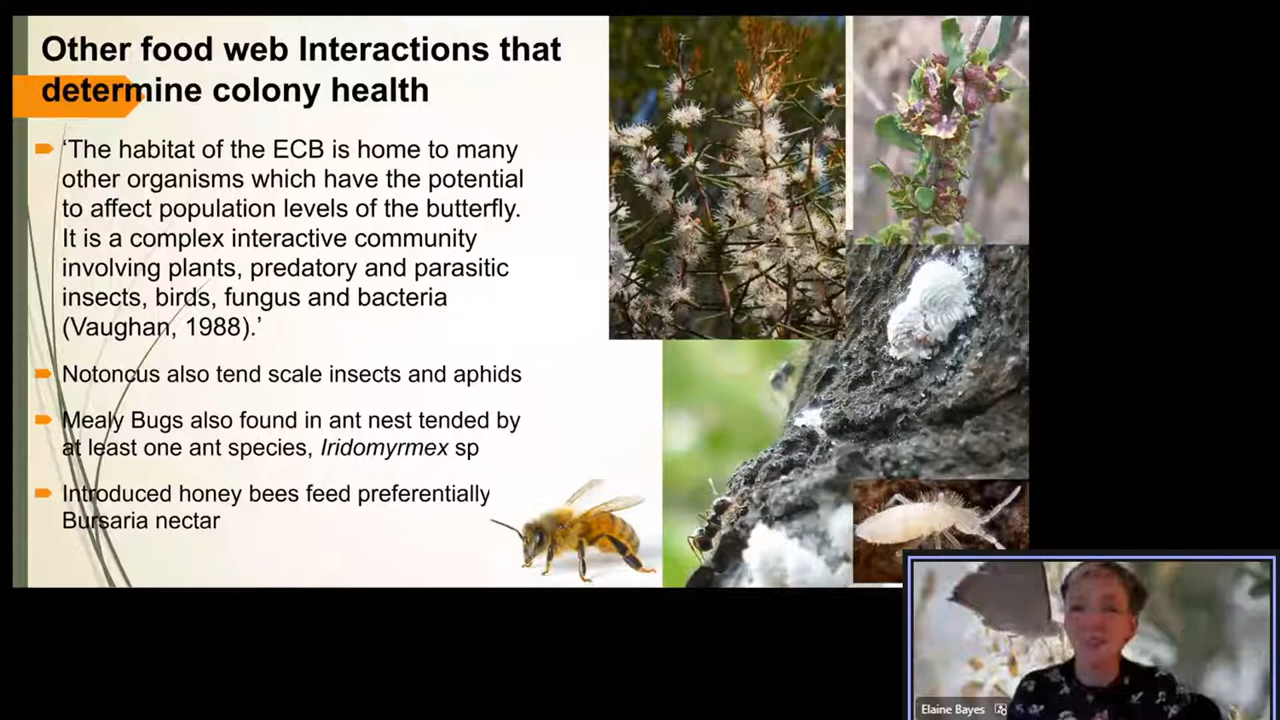 Other food web Interactions that
determine colony health
‘The habitat of the ECB is home to many
other organisms which have the potential
to affect population levels of the butterfly.
It is a complex interactive community
involving plants, predatory and parasitic
insects, birds, fungus and bacteria
(Vaughan, 1988).’
Notoncus also tend scale insects and aphids
Mealy Bugs also found in ant nest tended by
at least one ant species, Iridomyrmex sp
Introduced honey bees feed preferentially
Bursaria nectar
Elaine Bayes